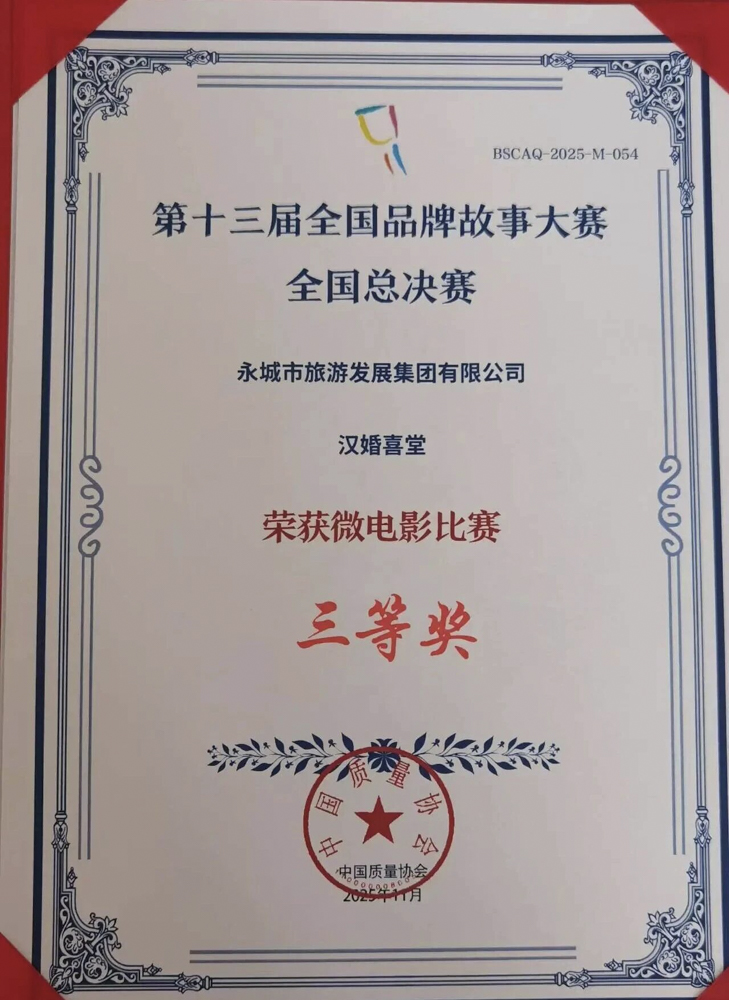 BSCAQ-2025-M-054
第十三届全国品牌故事大赛
全国总决赛
永城市旅游发展集团有限公司
汉婚喜堂
荣获微电影比赛
三等奖
中国质量协会
中国质量协会
2025年11月